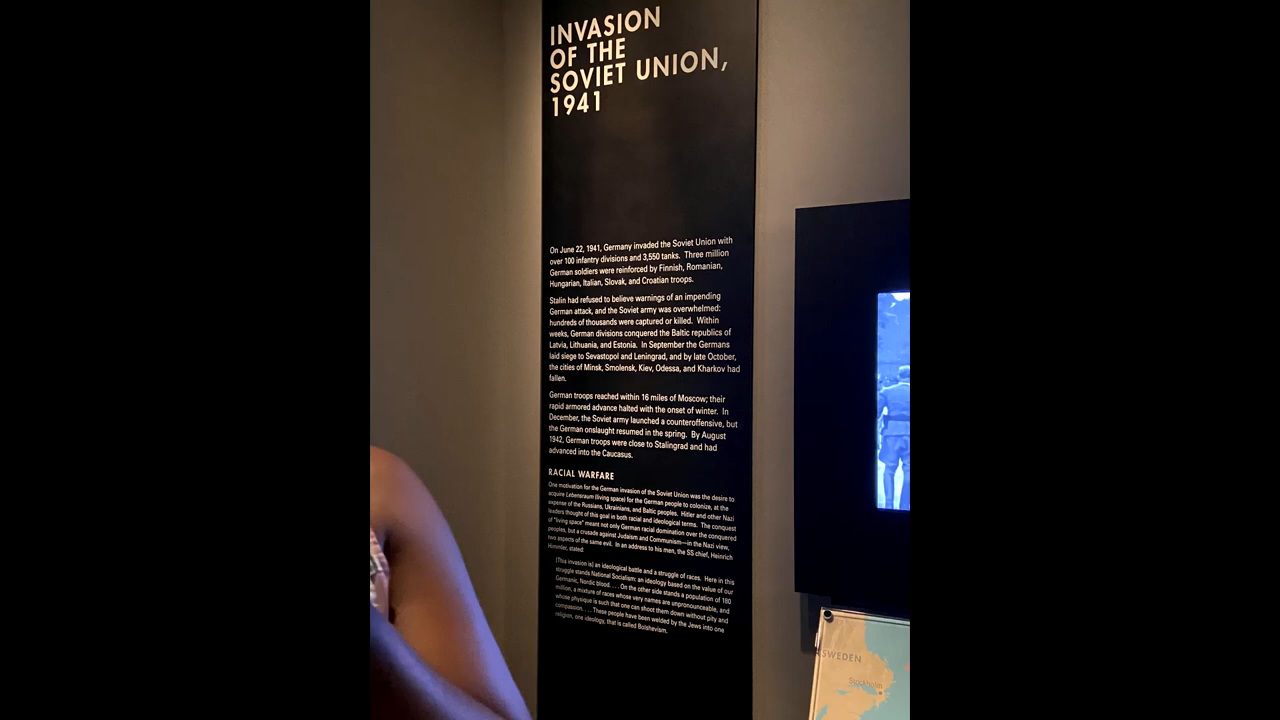 INVASION
OF THE
SOVIET UNION,
1941
On June 22, 1941, Germany invaded the Soviet Union with
over 100 infantry divisions and 3,550 tanks. Three million
German soldiers were reinforced by Finnish, Romanian,
Hungarian, Italian, Slovak, and Croatian troops.
Stalin had refused to believe warnings of an impending
German attack, and the Soviet army was overwhelmed:
hundreds of thousands were captured or killed. Within
weeks, German divisions conquered the Baltic republics of
Latvia, Lithuania, and Estonia. In September the Germans
laid siege to Sevastopol and Leningrad, and by late October,
the cities of Minsk, Smolensk, Kiev, Odessa, and Kharkov had
fallen.
German troops reached within 16 miles of Moscow; their
rapid armored advance halted with the onset of winter. In
December, the Soviet army launched a counteroffensive, but
the German onslaught resumed in the spring. By August
1942, German troops were close to Stalingrad and had
advanced into the Caucasus.
RACIAL WARFARE
One motivation for the German invasion of the Soviet Union was the desire to
acquire Lebensraum (living space) for the German people to colonize, at the
expense of the Russians, Ukrainians, and Baltic peoples. Hitler and other Nazi
leaders thought of this goal in both racial and ideological terms. The conquest
of "living space" meant not only German racial domination over the conquered
peoples, but a crusade against Judaism and Communism—in the Nazi view,
two aspects of the same evil. In an address to his men, the SS chief, Heinrich
Himmler, stated:
[This invasion is] an ideological battle and a struggle of races. Here in this
struggle stands National Socialism: an ideology based on the value of our
Germanic, Nordic blood. . . . On the other side stands a population of 180
million, a mixture of races whose very names are unpronounceable, and
whose physique is such that one can shoot them down without pity and
compassion. . . . These people have been welded by the Jews into one
religion, one ideology, that is called Bolshevism.
SWEDEN
Stockholm